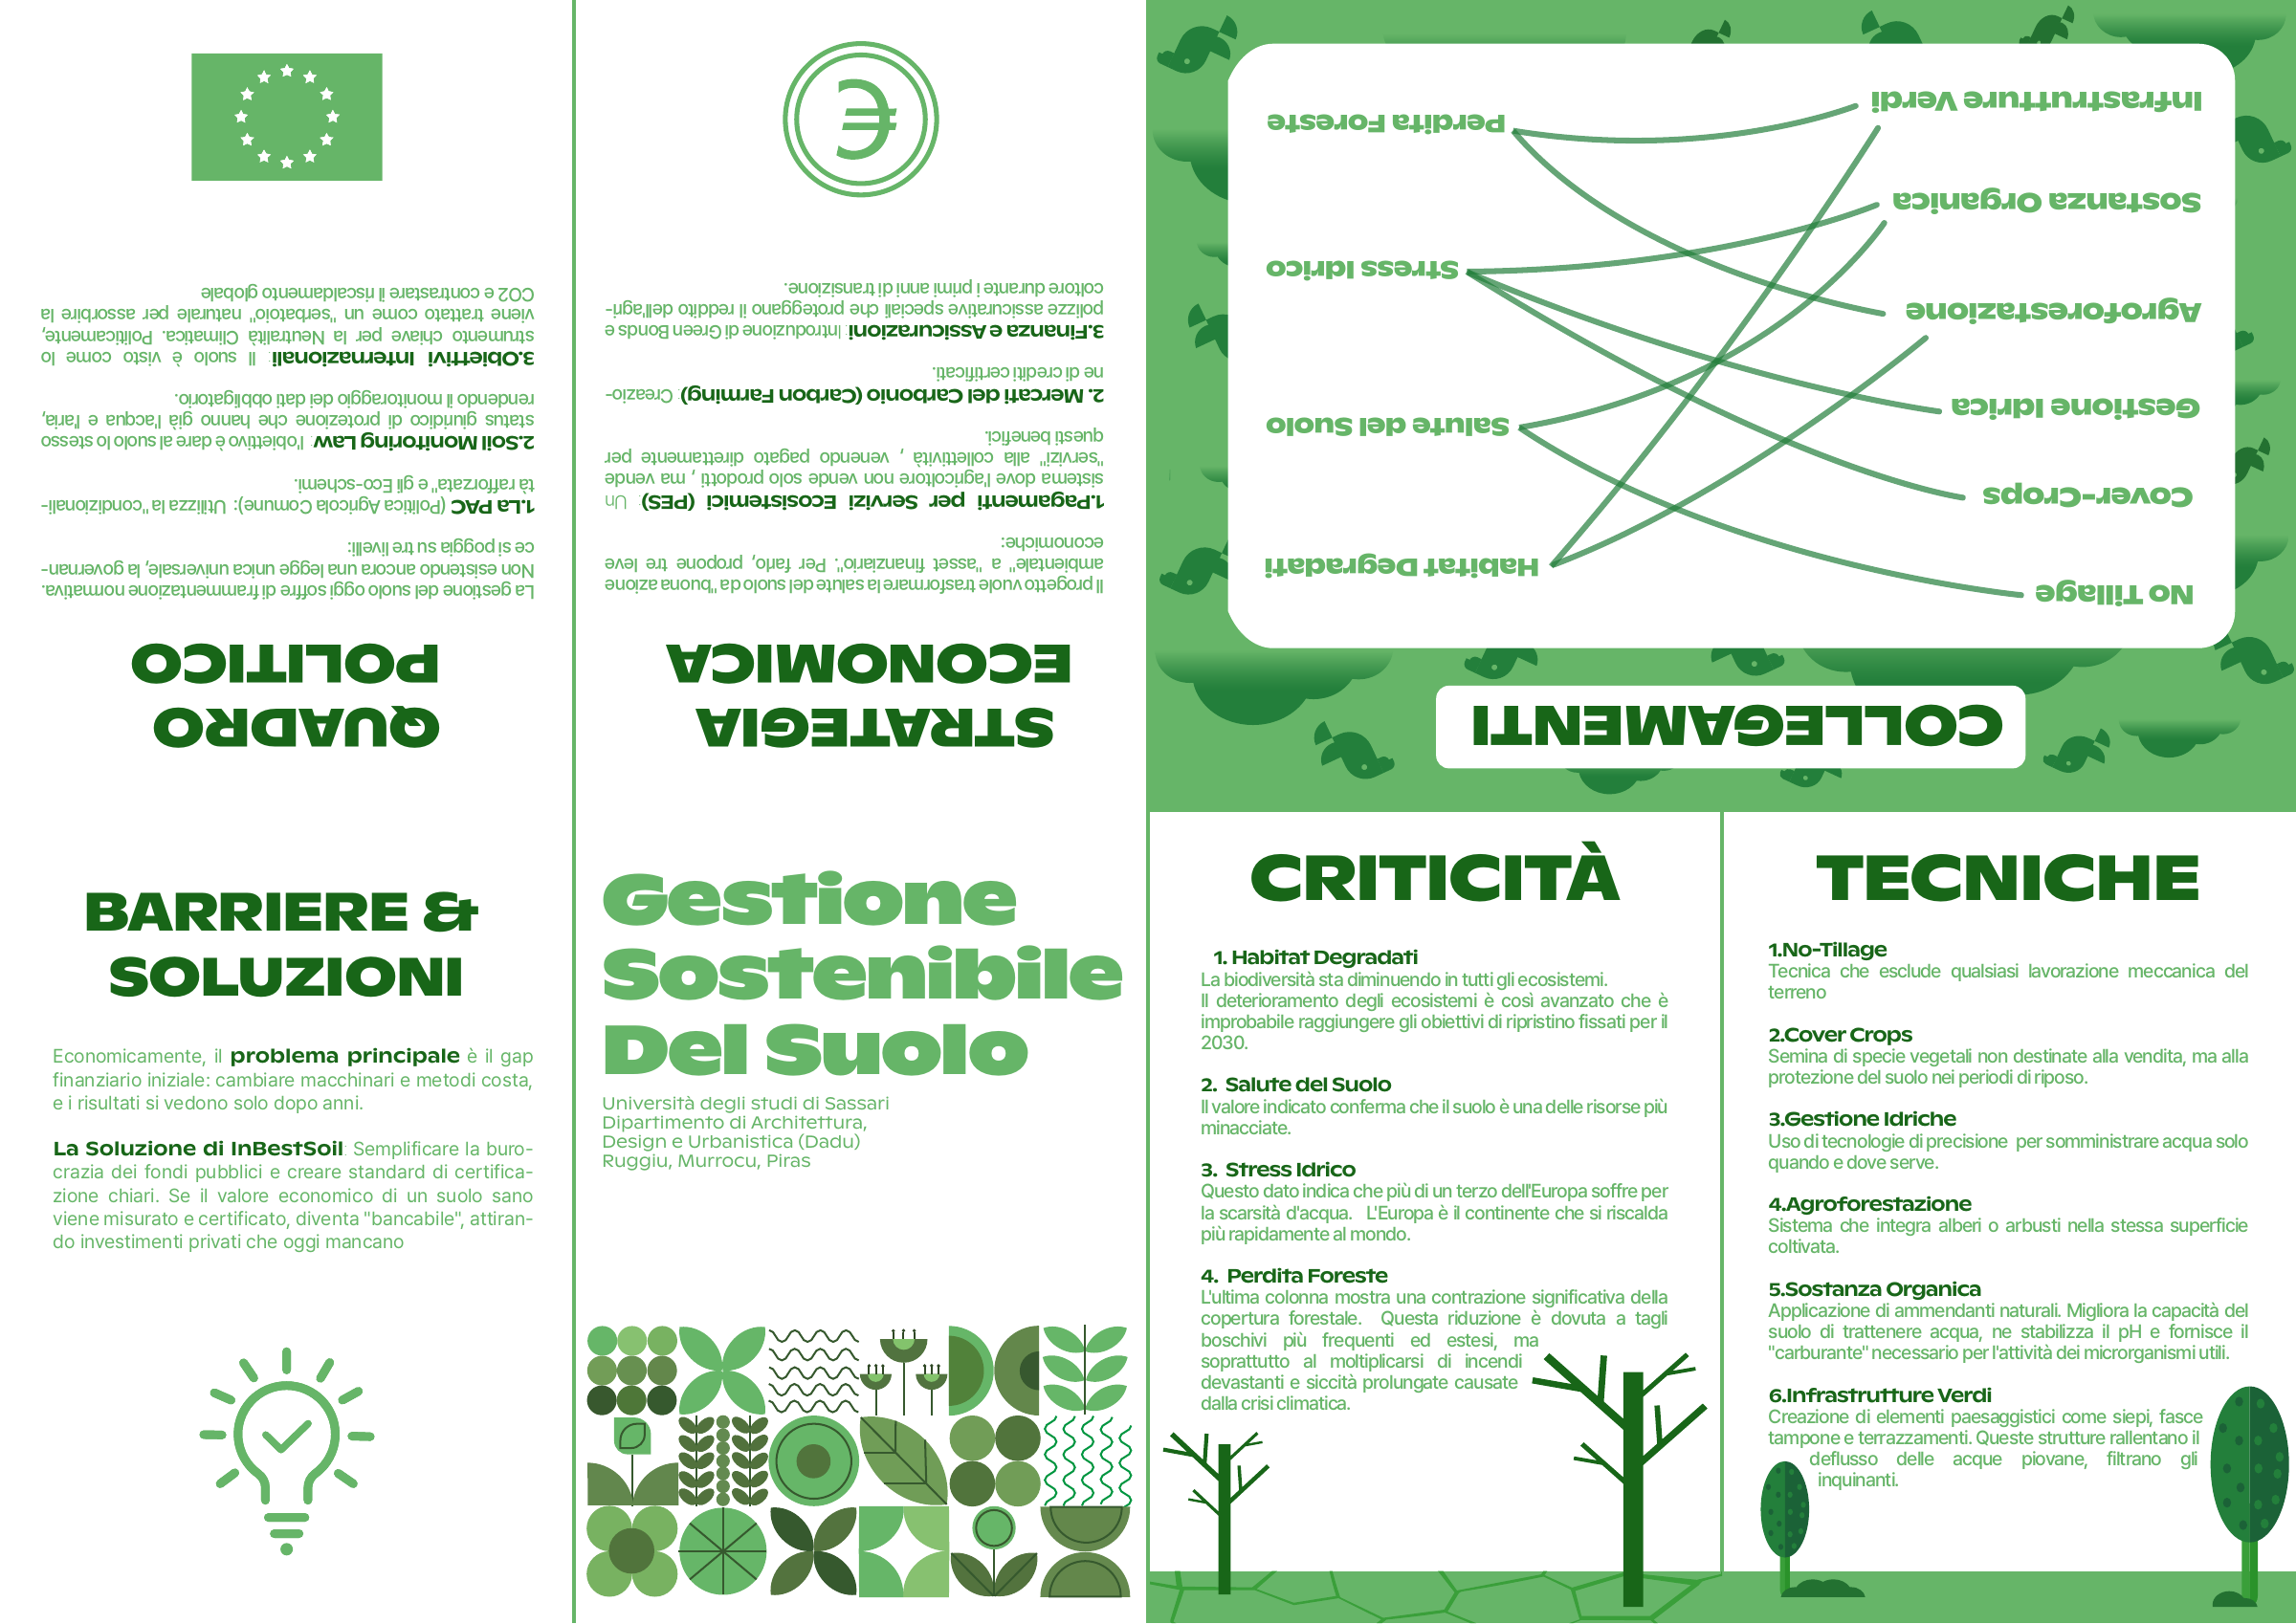 QUADRO
POLITICO
La gestione del suolo oggi soffre di frammentazione normativa.
Non esistendo ancora una legge unica universale, la governan-
ce si poggia su tre livelli:
1.La PAC (Politica Agricola Comune): Utilizza la "condizionali-
tà rafforzata" e gli Eco-schemi.
2.Soil Monitoring Law: l'obiettivo è dare al suolo lo stesso
status giuridico di protezione che hanno già l'acqua e l'aria,
rendendo il monitoraggio dei dati obbligatorio.
3.Obiettivi Internazionali: Il suolo è visto come lo
strumento chiave per la Neutralità Climatica. Politicamente,
viene trattato come un "serbatoio" naturale per assorbire la
CO2 e contrastare il riscaldamento globale
STRATEGIA
ECONOMICA
Il progetto vuole trasformare la salute del suolo da "buona azione
ambientale" a "asset finanziario". Per farlo, propone tre leve
economiche:
1.Pagamenti per Servizi Ecosistemici (PES): Un
sistema dove l'agricoltore non vende solo prodotti , ma vende
"servizi" alla collettività , venendo pagato direttamente per
questi benefici.
2. Mercati del Carbonio (Carbon Farming): Creazio-
ne di crediti certificati.
3.Finanza e Assicurazioni: Introduzione di Green Bonds e
polizze assicurative speciali che proteggano il reddito dell'agri-
coltore durante i primi anni di transizione.
COLLEGAMENTI
No Tillage
Cover-Crops
Gestione Idrica
Agroforestazione
Sostanza Organica
Infrastrutture Verdi
Habitat Degradati
Salute del Suolo
Stress Idrico
Perdita Foreste
BARRIERE &
SOLUZIONI
Economicamente, il problema principale è il gap
finanziario iniziale: cambiare macchinari e metodi costa,
e i risultati si vedono solo dopo anni.
La Soluzione di InBestSoil: Semplificare la buro-
crazia dei fondi pubblici e creare standard di certifica-
zione chiari. Se il valore economico di un suolo sano
viene misurato e certificato, diventa "bancabile", attiran-
do investimenti privati che oggi mancano
Gestione
Sostenibile
Del Suolo
Università degli studi di Sassari
Dipartimento di Architettura,
Design e Urbanistica (Dadu)
Ruggiu, Murrocu, Piras
CRITICITÀ
1. Habitat Degradati
La biodiversità sta diminuendo in tutti gli ecosistemi.
Il deterioramento degli ecosistemi è così avanzato che è
improbabile raggiungere gli obiettivi di ripristino fissati per il
2030.
2. Salute del Suolo
Il valore indicato conferma che il suolo è una delle risorse più
minacciate.
3. Stress Idrico
Questo dato indica che più di un terzo dell'Europa soffre per
la scarsità d'acqua. L'Europa è il continente che si riscalda
più rapidamente al mondo.
4. Perdita Foreste
L'ultima colonna mostra una contrazione significativa della
copertura forestale. Questa riduzione è dovuta a tagli
boschivi più frequenti ed estesi, ma
soprattutto al moltiplicarsi di incendi
devastanti e siccità prolungate causate
dalla crisi climatica.
TECNICHE
1.No-Tillage
Tecnica che esclude qualsiasi lavorazione meccanica del
terreno
2.Cover Crops
Semina di specie vegetali non destinate alla vendita, ma alla
protezione del suolo nei periodi di riposo.
3.Gestione Idriche
Uso di tecnologie di precisione per somministrare acqua solo
quando e dove serve.
4.Agroforestazione
Sistema che integra alberi o arbusti nella stessa superficie
coltivata.
5.Sostanza Organica
Applicazione di ammendanti naturali. Migliora la capacità del
suolo di trattenere acqua, ne stabilizza il pH e fornisce il
"carburante" necessario per l'attività dei microrganismi utili.
6.Infrastrutture Verdi
Creazione di elementi paesaggistici come siepi, fasce
tampone e terrazzamenti. Queste strutture rallentano il
deflusso delle acque piovane, filtrano gli
inquinanti.